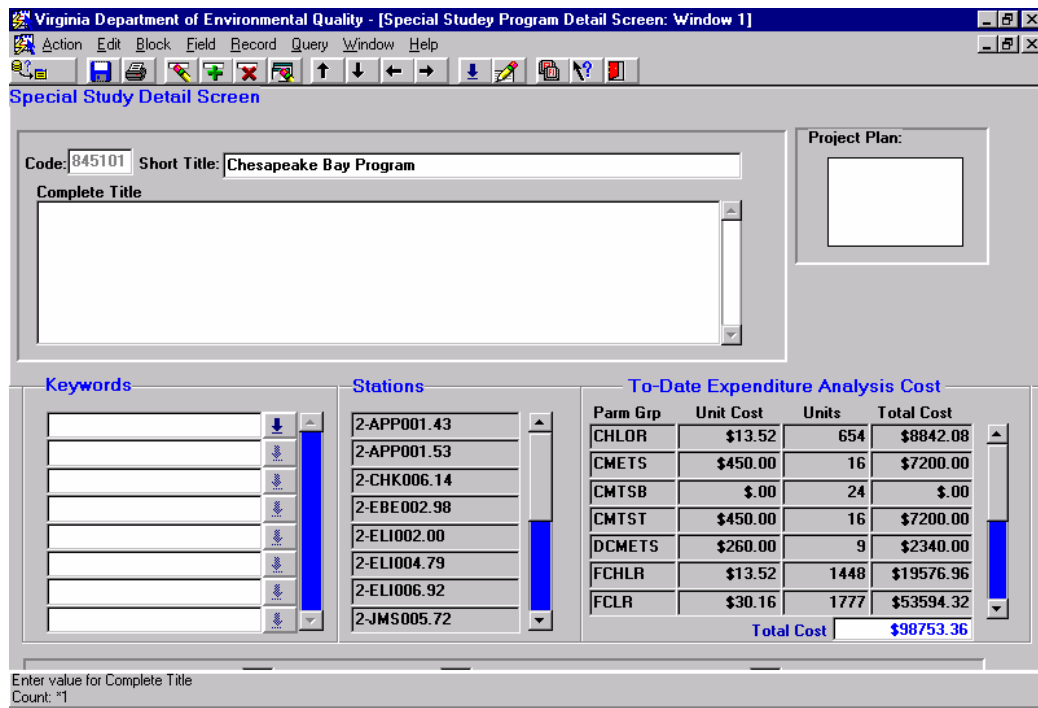 Virginia Department of Environmental Quality - [Special Studey Program Detail Screen: Window 1]
Action Edit Block Field Record Query Window Help
Special Study Detail Screen
Project Plan:
Code: 845101 Short Title: Chesapeake Bay Program
Complete Title
Keywords
Stations
2-APP001.43
2-APP001.53
2-CHK006.14
2-EBE002.98
2-ELI002.00
2-ELI004.79
2-ELI006.92
2-JMS005.72
To-Date Expenditure Analysis Cost
Parm Grp Unit Cost Units Total Cost
CHLOR $13.52 654 $8842.08
CMETS $450.00 16 $7200.00
CMTSB $.00 24 $.00
CMTST $450.00 16 $7200.00
DCMETS $260.00 9 $2340.00
FCHLR $13.52 1448 $19576.96
FCLR $30.16 1777 $53594.32
Total Cost $98753.36
Enter value for Complete Title
Count: *1